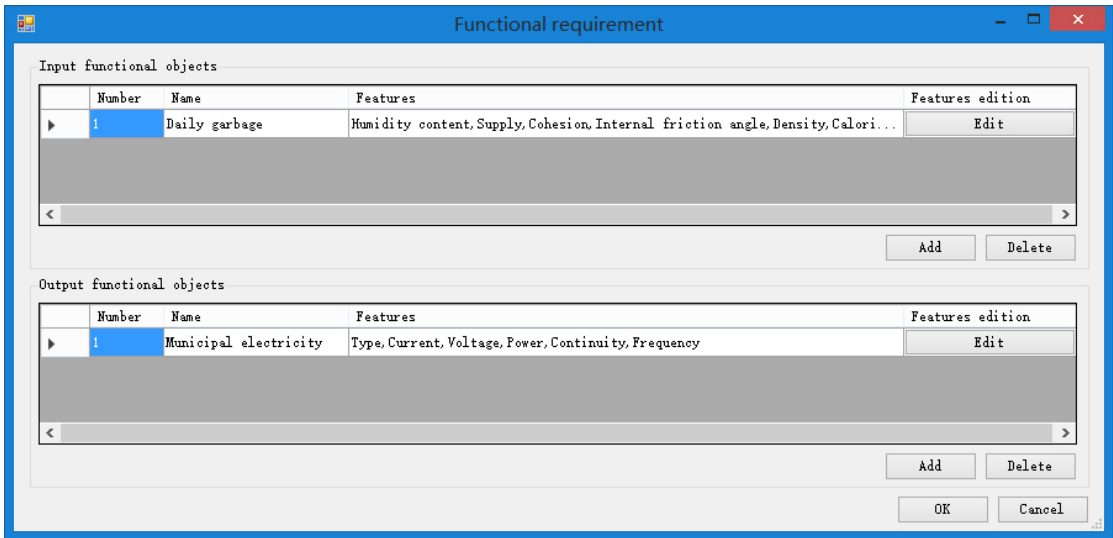 Functional requirement
Input functional objects
Number Name Features Features edition
1 Daily garbage Humidity content, Supply, Cohesion, Internal friction angle, Density, Calori... Edit
Add Delete
Output functional objects
Number Name Features Features edition
1 Municipal electricity Type, Current, Voltage, Power, Continuity, Frequency Edit
Add Delete
OK Cancel